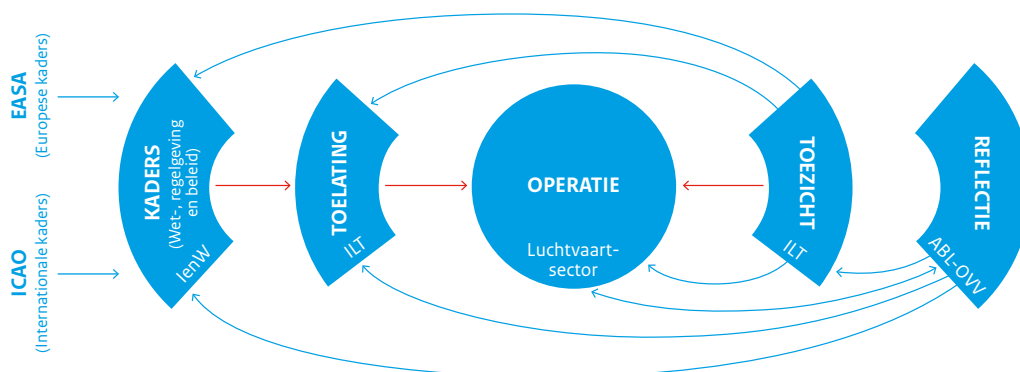 EASA
(Europese kaders)
ICAO
(Internationale kaders)
KADERS
(Wet-, regelgeving
en beleid)
IenW
TOELATING
ILT
OPERATIE
Luchtvaart-
sector
TOEZICHT
ILT
REFLECTIE
ABL-OVV